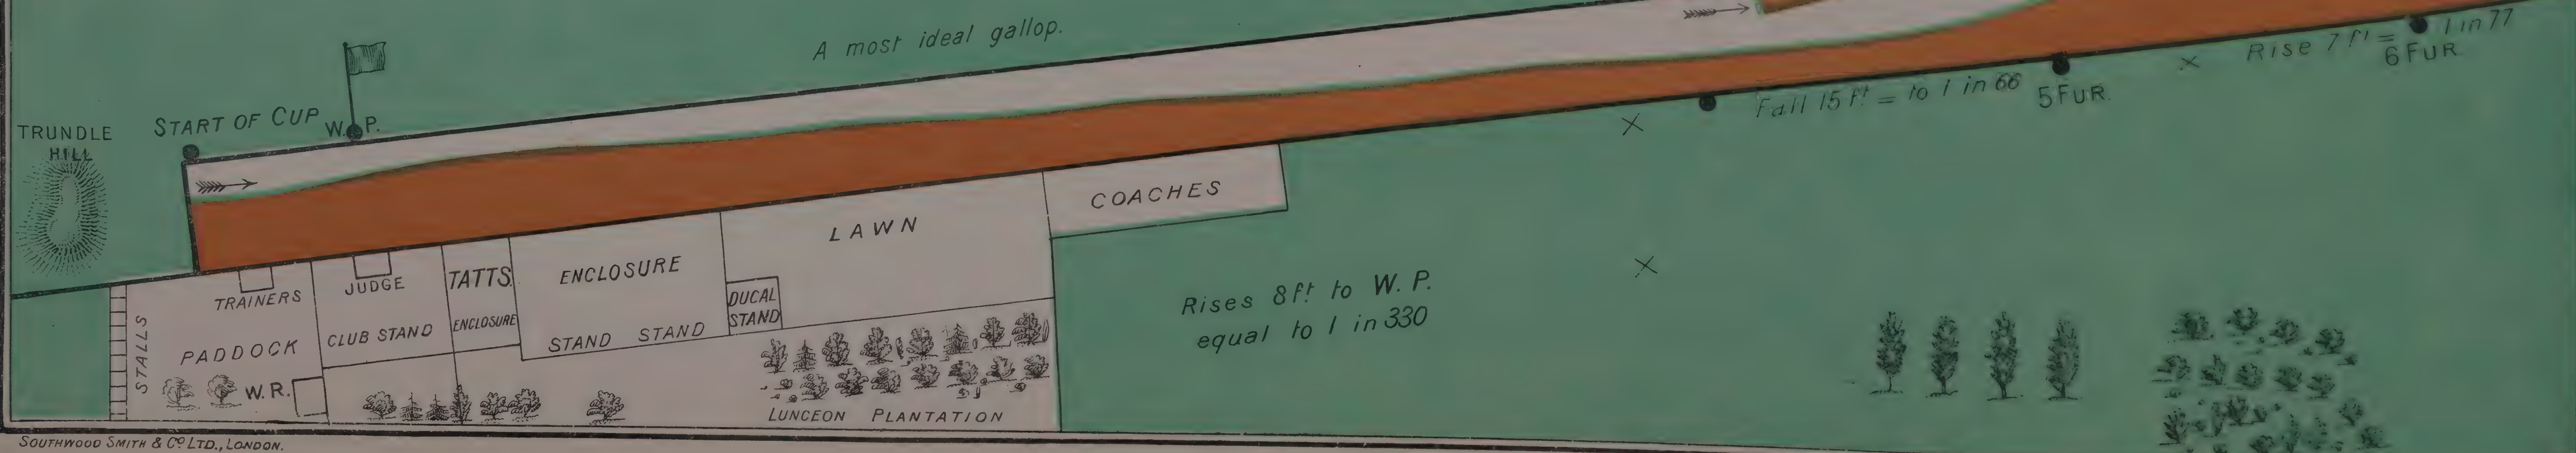 A most ideal gallop.
Rise 7 ft = 1 in 77
6 FUR.
Fall 15 ft = to 1 in 66
5 FUR.
START OF CUP
W. P.
TRUNDLE
HILL
COACHES
LAWN
ENCLOSURE
STAND STAND
DUCAL
STAND
TATTS.
ENCLOSURE
JUDGE
CLUB STAND
TRAINERS
PADDOCK
STALLS
W. R.
Rises 8 ft. to W. P.
equal to 1 in 330
LUNCEON PLANTATION
SOUTHWOOD SMITH & CO LTD., LONDON.